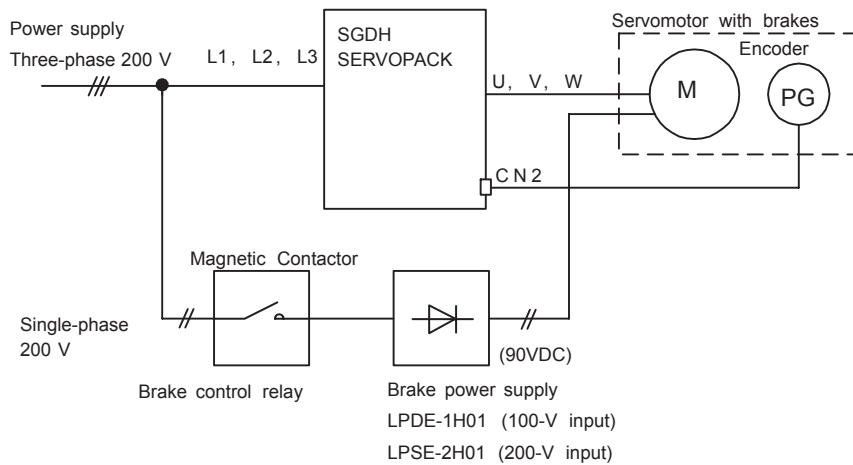 Power supply
Three-phase 200 V
L1, L2, L3
SGDH
SERVOPACK
Servomotor with brakes
Encoder
U, V, W
M
PG
CN2
Magnetic Contactor
Single-phase
200 V
(90VDC)
Brake control relay
Brake power supply
LPDE-1H01 (100-V input)
LPSE-2H01 (200-V input)